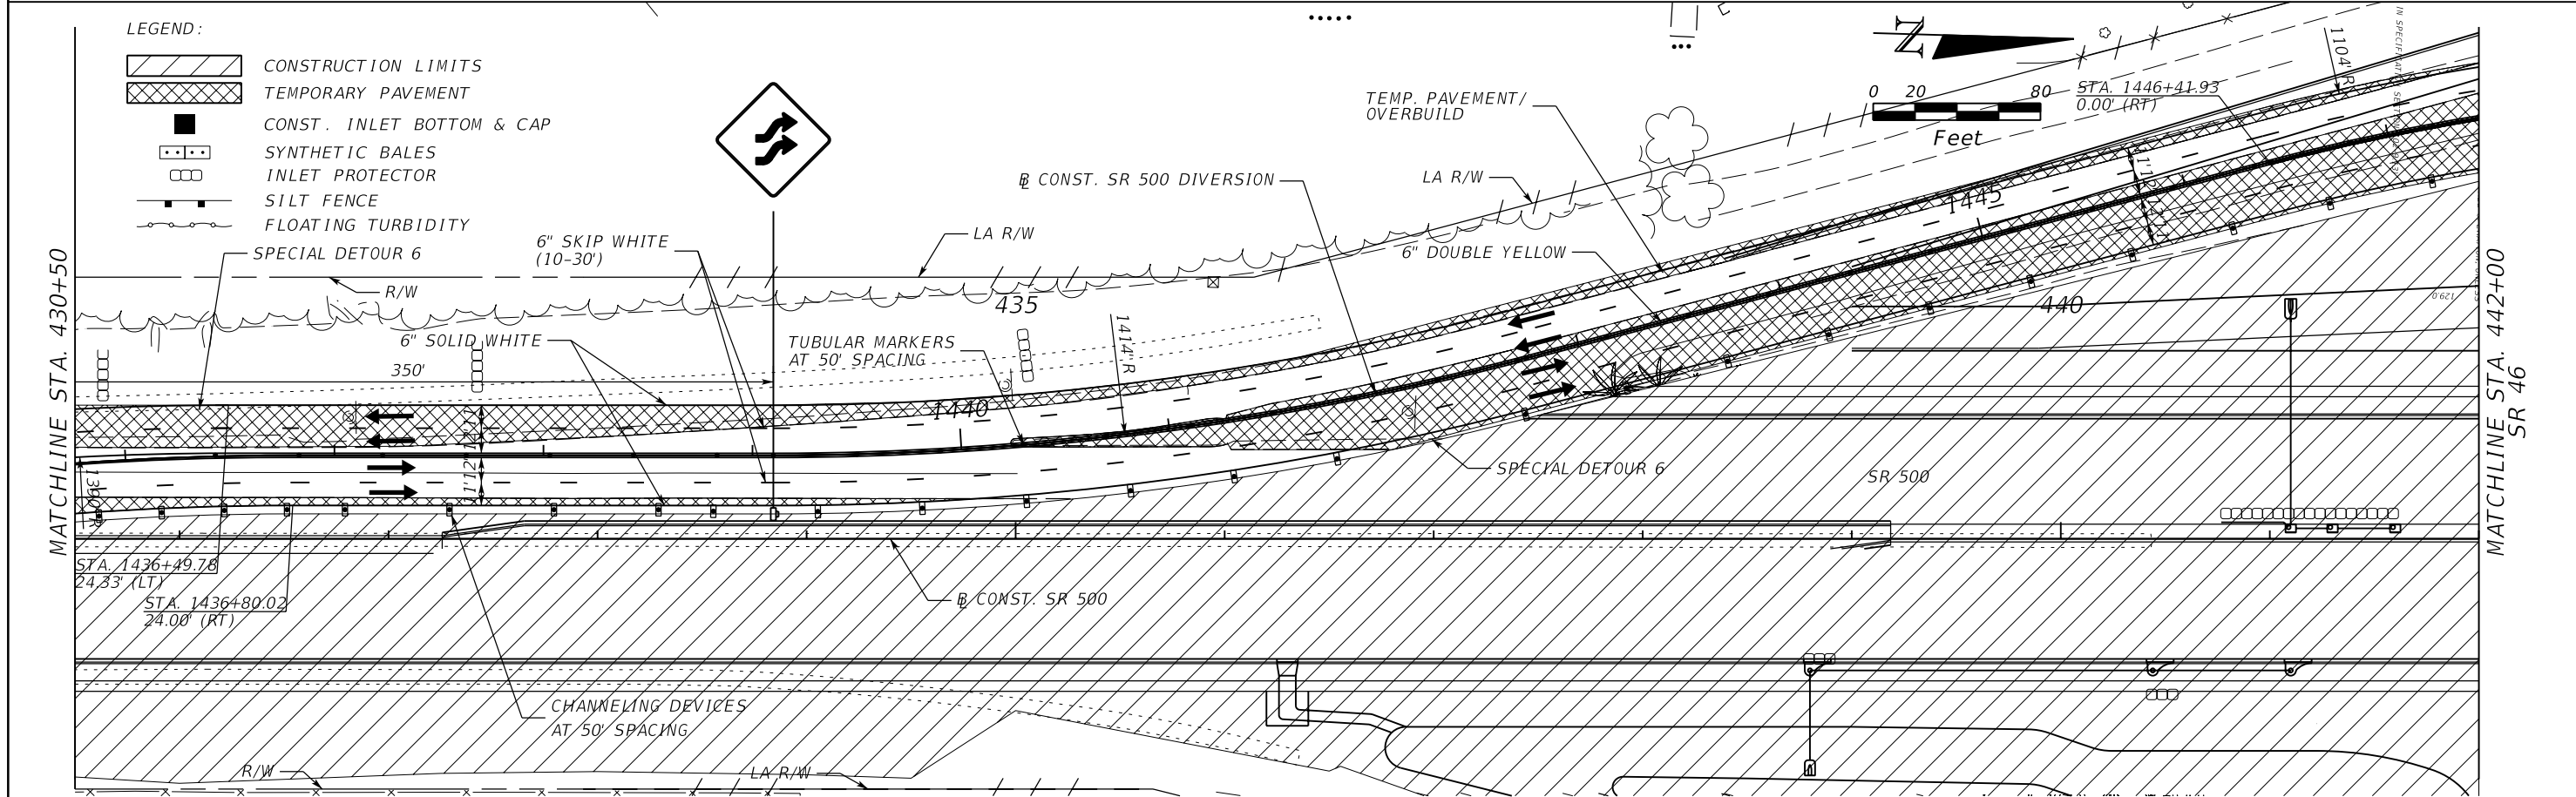 LEGEND:
CONSTRUCTION LIMITS
TEMPORARY PAVEMENT
CONST. INLET BOTTOM & CAP
SYNTHETIC BALES
INLET PROTECTOR
SILT FENCE
FLOATING TURBIDITY
SPECIAL DETOUR 6
R/W
6" SKIP WHITE
(10-30')
6" SOLID WHITE
350'
LA R/W
435
TUBULAR MARKERS
AT 50' SPACING
1414' R
1440
℄ CONST. SR 500 DIVERSION
TEMP. PAVEMENT/
OVERBUILD
LA R/W
6" DOUBLE YELLOW
N
0 20 80
Feet
STA. 1446+41.93
0.00' (RT)
1104' R
1445
440
129.0
SPECIAL DETOUR 6
SR 500
MATCHLINE STA. 430+50
MATCHLINE STA. 442+00
SR 46
11'12'
1390' R
STA. 1436+49.78
24.33' (LT)
STA. 1436+80.02
24.00' (RT)
CONST. SR 500
CHANNELING DEVICES
AT 50' SPACING
R/W
LA R/W